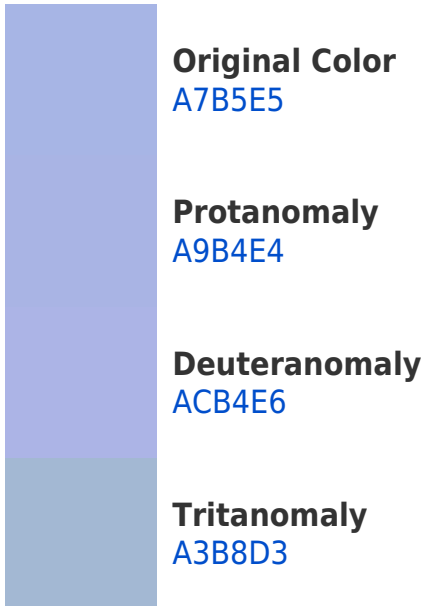 Original Color
A7B5E5
Protanomaly
A9B4E4
Deuteranomaly
ACB4E6
Tritanomaly
A3B8D3